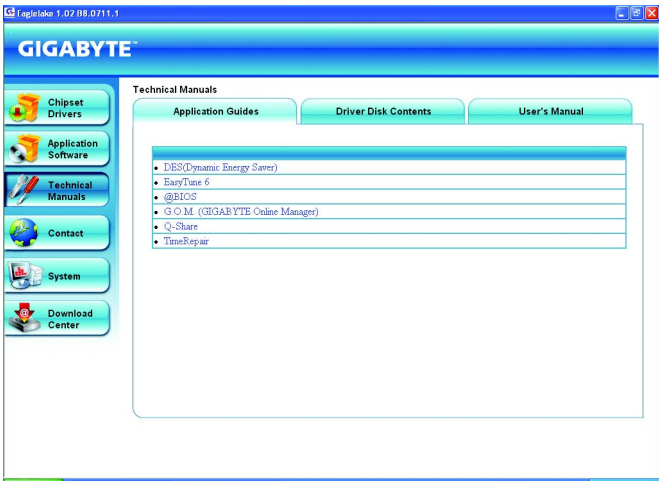 Eaglelake 1.02 B8.0711.1
GIGABYTE™
Technical Manuals
Application Guides
Driver Disk Contents
User's Manual
Chipset
Drivers
Application
Software
Technical
Manuals
Contact
System
Download
Center
DES(Dynamic Energy Saver)
EasyTune 6
@BIOS
G.O.M. (GIGABYTE Online Manager)
Q-Share
TimeRepair